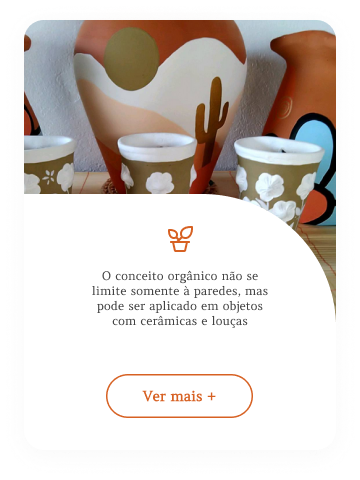 O conceito orgânico não se
limite somente à paredes, mas
pode ser aplicado em objetos
com cerâmicas e louças
Ver mais +